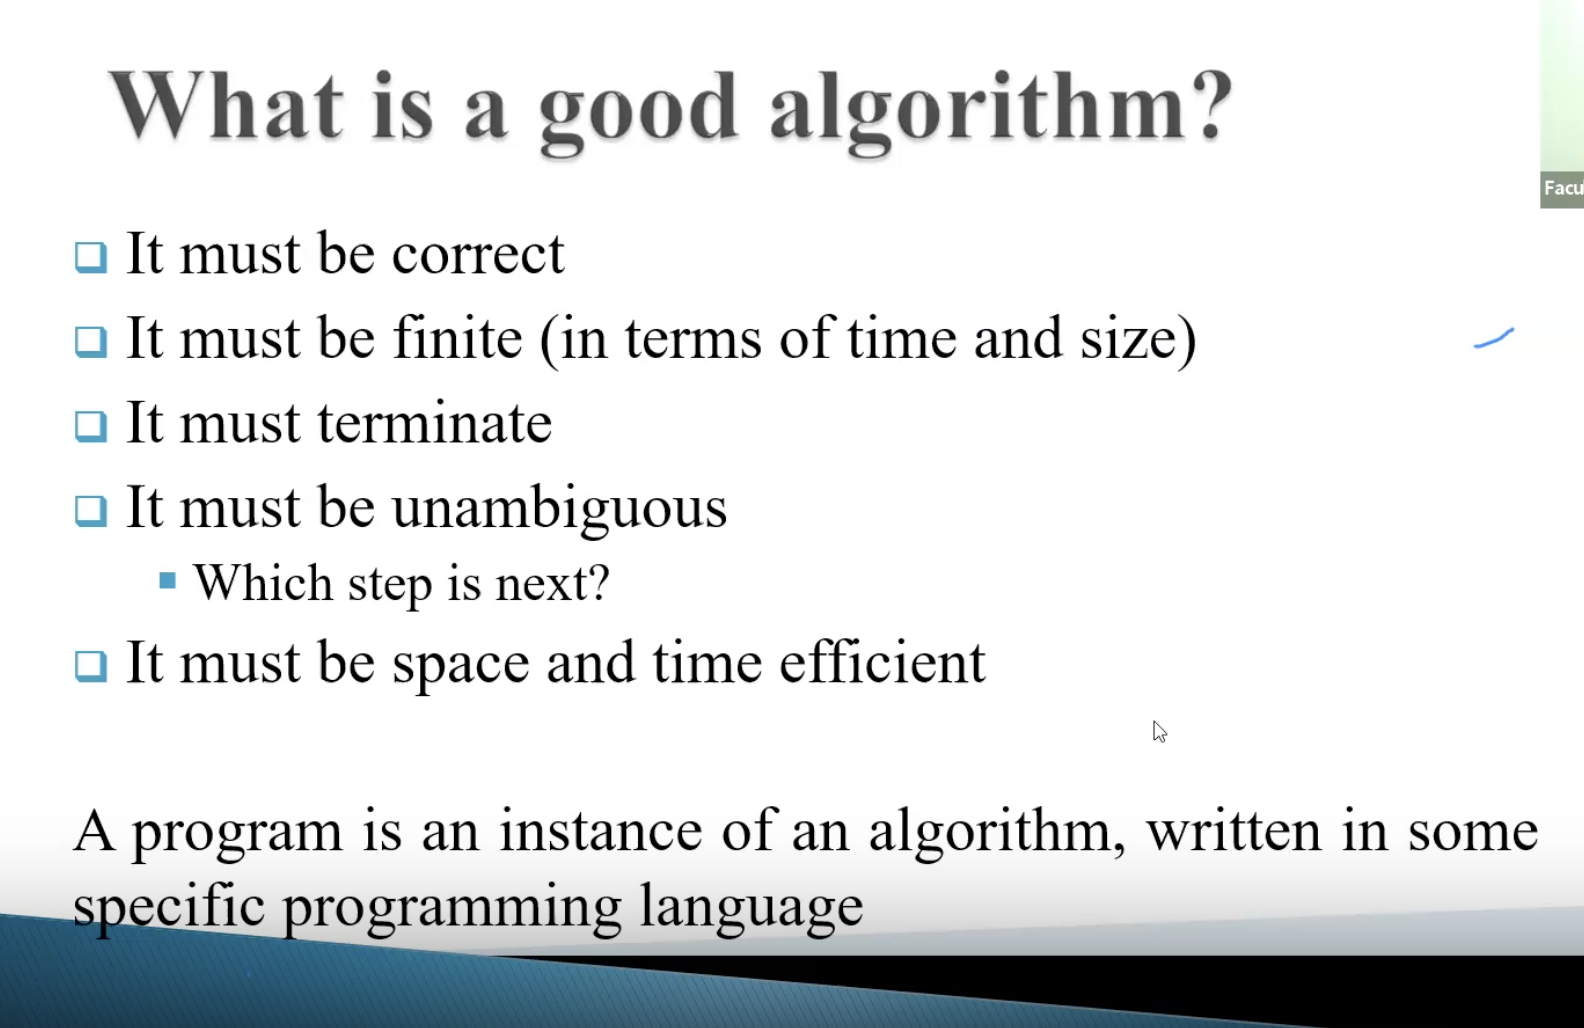 What is a good algorithm?
Facu
It must be correct
It must be finite (in terms of time and size)
It must terminate
It must be unambiguous
Which step is next?
It must be space and time efficient
A program is an instance of an algorithm, written in some
specific programming language